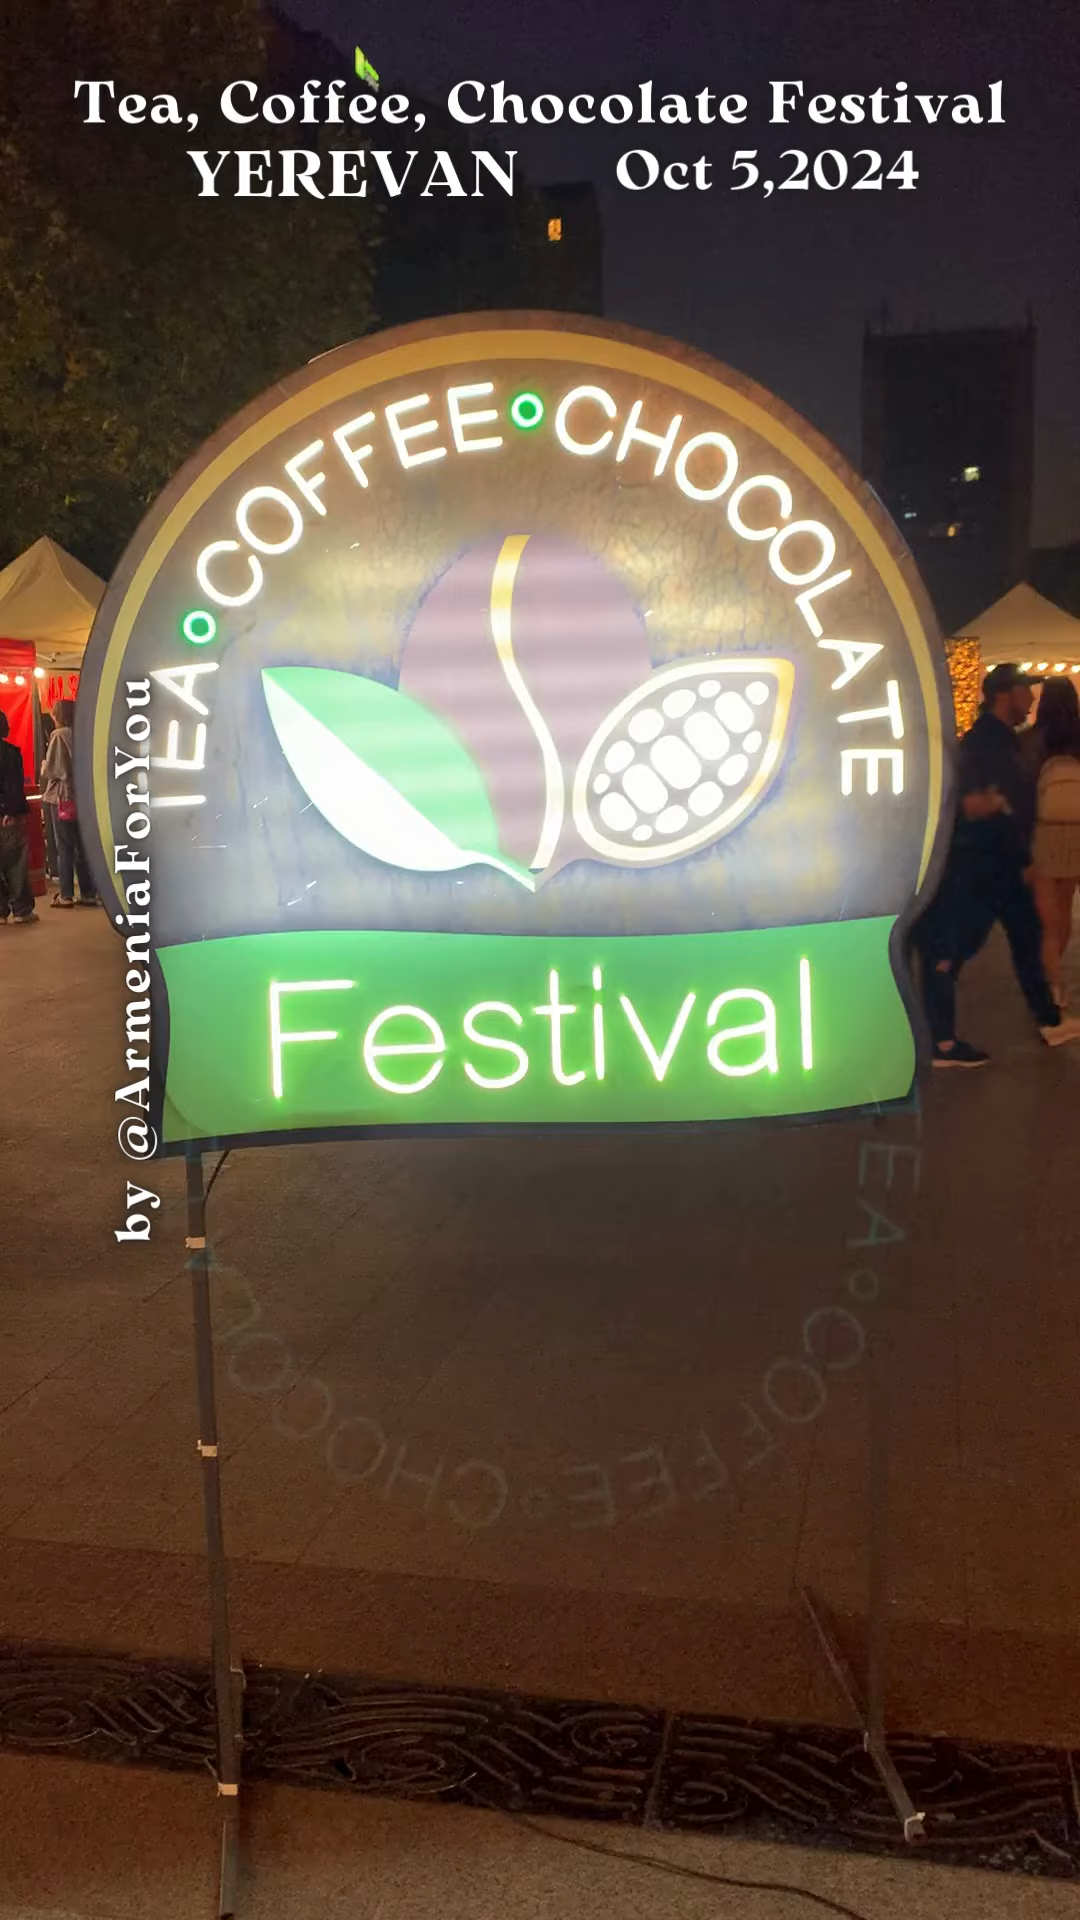 Tea, Coffee, Chocolate Festival
YEREVAN Oct 5,2024
TEA•COFFEE•CHOCOLATE
Festival
by @ArmeniaForYou